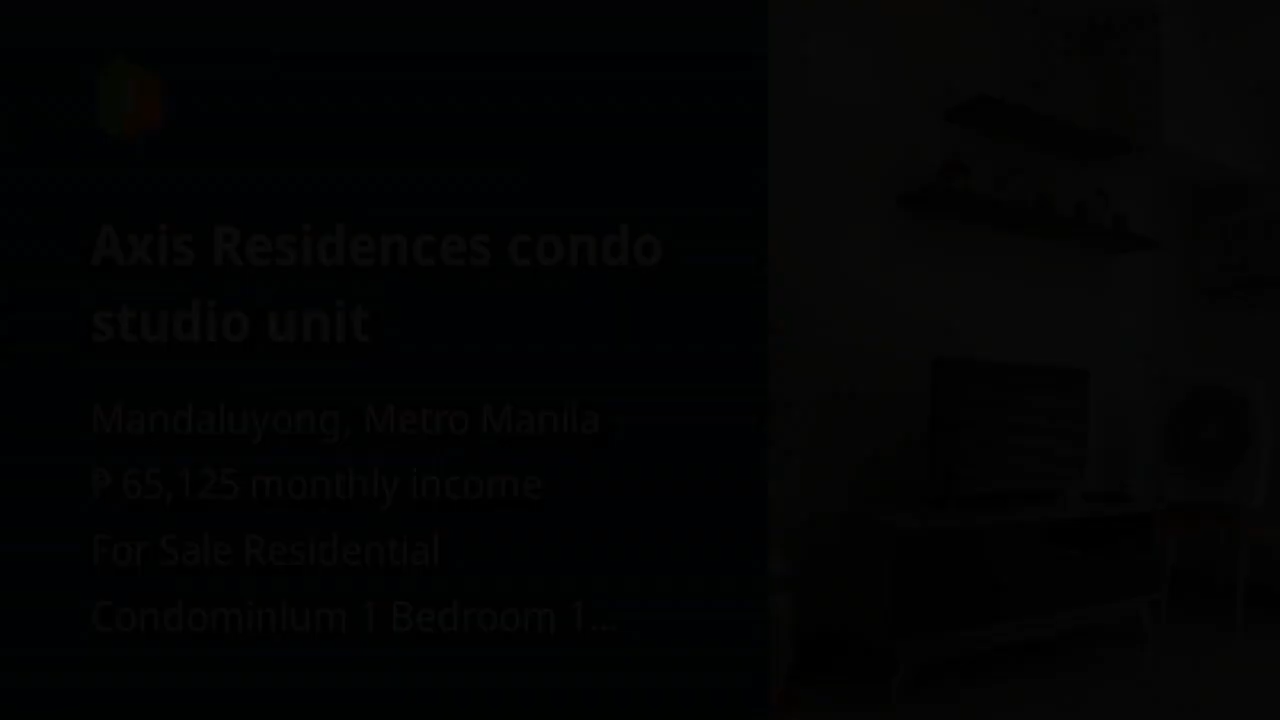 Axis Residences condo
studio unit
Mandaluyong, Metro Manila
₱ 65,125 monthly income
For Sale Residential
Condominium 1 Bedroom 1...